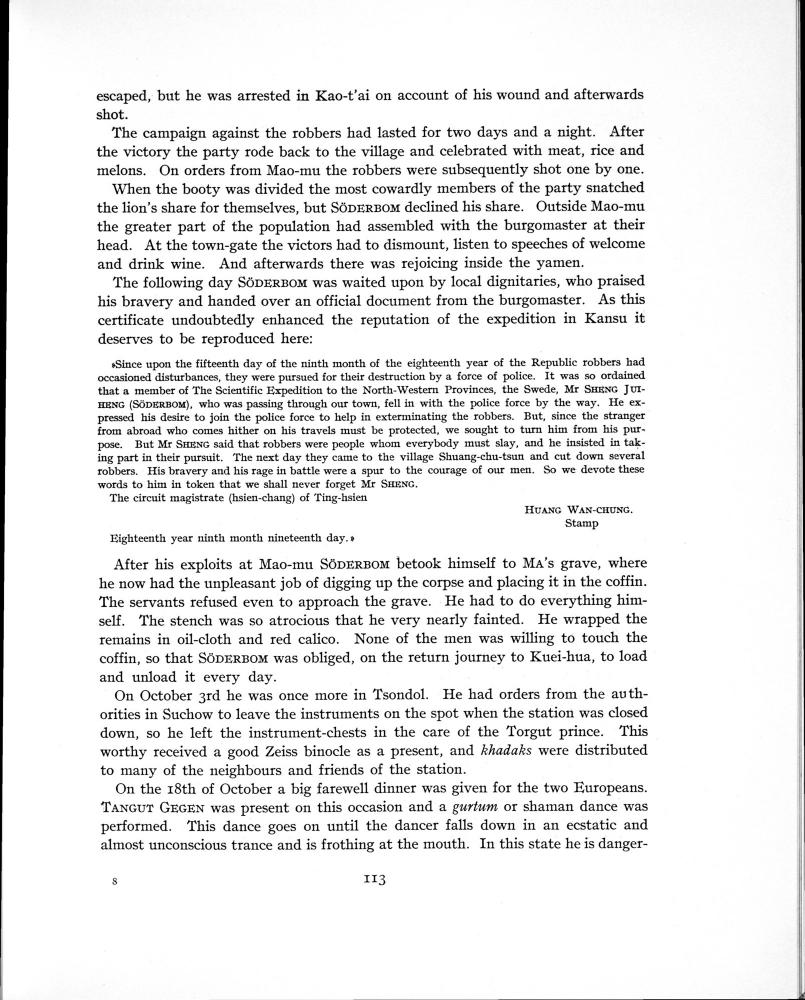 escaped, but he was arrested in Kao-t'ai on account of his wound and afterwards
shot.
The campaign against the robbers had lasted for two days and a night. After
the victory the party rode back to the village and celebrated with meat, rice and
melons. On orders from Mao-mu the robbers were subsequently shot one by one.
When the booty was divided the most cowardly members of the party snatched
the lion's share for themselves, but SÖDERBOM declined his share. Outside Mao-mu
the greater part of the population had assembled with the burgomaster at their
head. At the town-gate the victors had to dismount, listen to speeches of welcome
and drink wine. And afterwards there was rejoicing inside the yamen.
The following day SÖDERBOM was waited upon by local dignitaries, who praised
his bravery and handed over an official document from the burgomaster. As this
certificate undoubtedly enhanced the reputation of the expedition in Kansu it
deserves to be reproduced here:
»Since upon the fifteenth day of the ninth month of the eighteenth year of the Republic robbers had
occasioned disturbances, they were pursued for their destruction by a force of police. It was so ordained
that a member of The Scientific Expedition to the North-Western Provinces, the Swede, Mr SHENG JUI-
HENG (SÖDERBOM), who was passing through our town, fell in with the police force by the way. He ex-
pressed his desire to join the police force to help in exterminating the robbers. But, since the stranger
from abroad who comes hither on his travels must be protected, we sought to turn him from his pur-
pose. But Mr SHENG said that robbers were people whom everybody must slay, and he insisted in tak-
ing part in their pursuit. The next day they came to the village Shuang-chu-tsun and cut down several
robbers. His bravery and his rage in battle were a spur to the courage of our men. So we devote these
words to him in token that we shall never forget Mr SHENG.
The circuit magistrate (hsien-chang) of Ting-hsien
HUANG WAN-CHUNG.
Stamp
Eighteenth year ninth month nineteenth day.»
After his exploits at Mao-mu SÖDERBOM betook himself to MA's grave, where
he now had the unpleasant job of digging up the corpse and placing it in the coffin.
The servants refused even to approach the grave. He had to do everything him-
self. The stench was so atrocious that he very nearly fainted. He wrapped the
remains in oil-cloth and red calico. None of the men was willing to touch the
coffin, so that SÖDERBOM was obliged, on the return journey to Kuei-hua, to load
and unload it every day.
On October 3rd he was once more in Tsondol. He had orders from the auth-
orities in Suchow to leave the instruments on the spot when the station was closed
down, so he left the instrument-chests in the care of the Torgut prince. This
worthy received a good Zeiss binocle as a present, and khadaks were distributed
to many of the neighbours and friends of the station.
On the 18th of October a big farewell dinner was given for the two Europeans.
TANGUT GEGEN was present on this occasion and a gurtum or shaman dance was
performed. This dance goes on until the dancer falls down in an ecstatic and
almost unconscious trance and is frothing at the mouth. In this state he is danger-
8
113